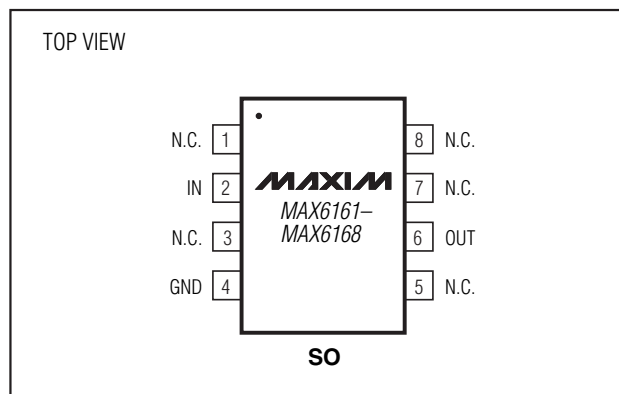 TOP VIEW
N.C. 1
IN 2
N.C. 3
GND 4
MAXIM
MAX6161–
MAX6168
8 N.C.
7 N.C.
6 OUT
5 N.C.
SO